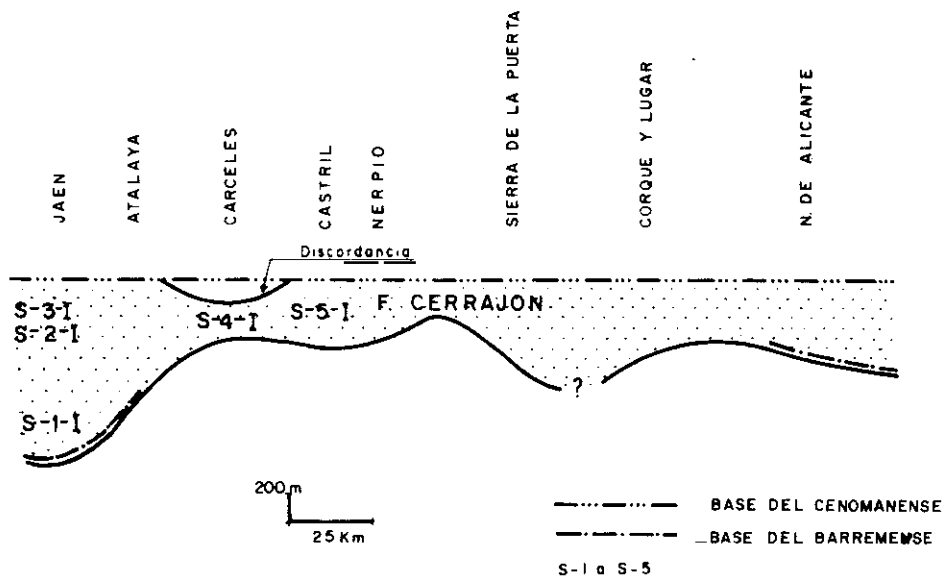 JAEN
ATALAYA
CARCELES
CASTRIL
NERPIO
SIERRA DE LA PUERTA
CORQUE Y LUGAR
N. DE ALICANTE
Discordancia
S-3-I
S-2-I
S-4-I
S-5-I
F. CERRAJON
S-1-I
?
200 m
25 Km
BASE DEL CENOMANENSE
BASE DEL BARREMENSE
S-1 a S-5